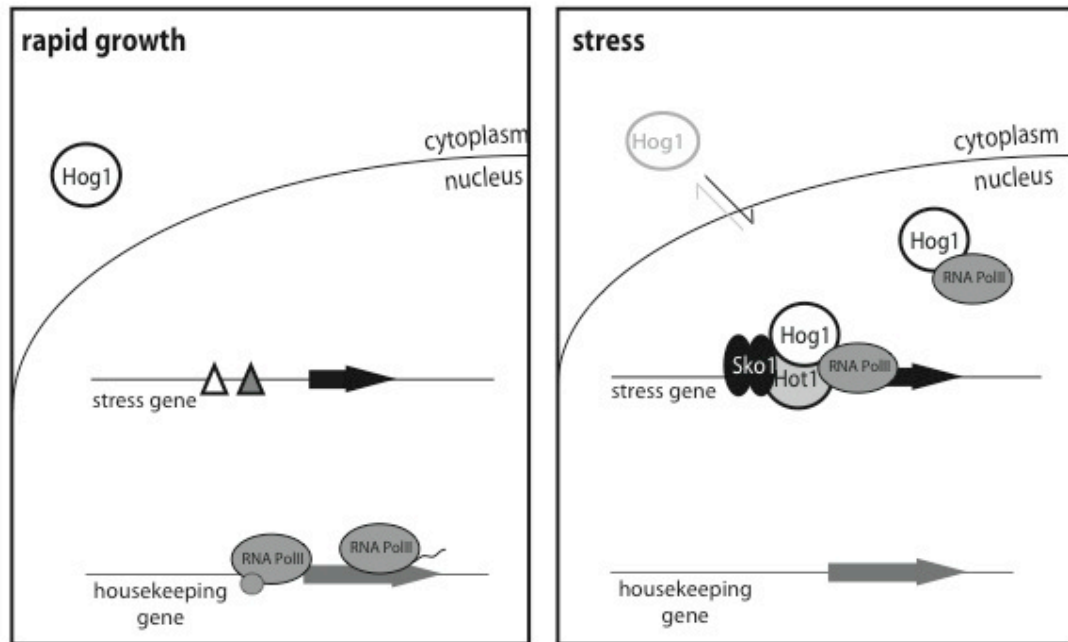 rapid growth
Hog1
cytoplasm
nucleus
stress gene
RNA PolII
RNA PolII
housekeeping
gene
stress
Hog1
cytoplasm
nucleus
Hog1
RNA PolII
Hog1
Sko1
Hot1
RNA PolII
stress gene
housekeeping
gene